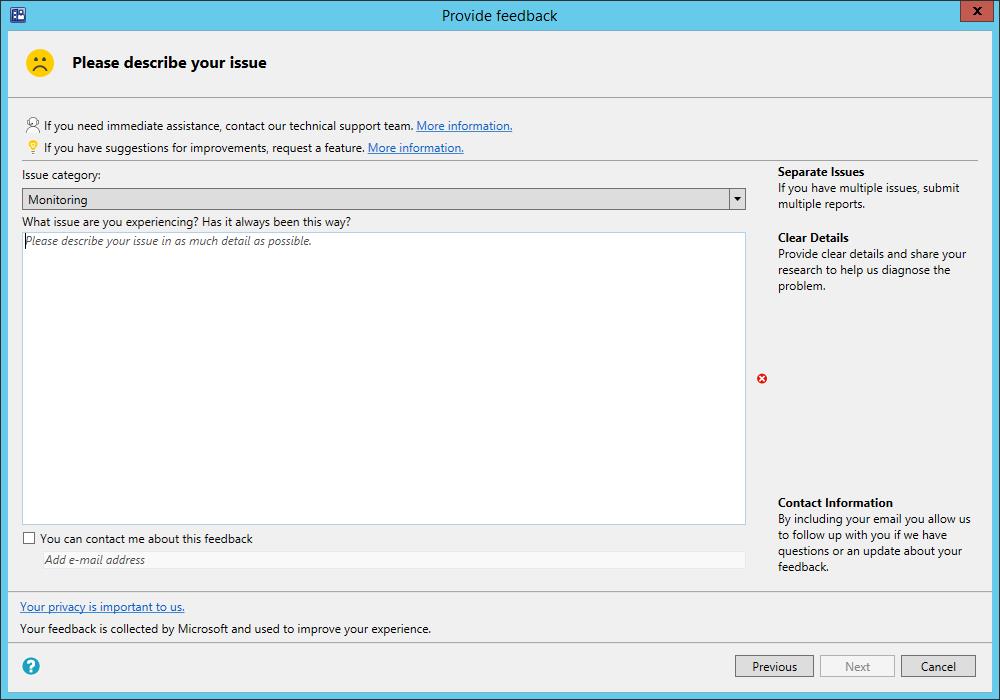 Provide feedback
Please describe your issue
If you need immediate assistance, contact our technical support team. More information.
If you have suggestions for improvements, request a feature. More information.
Issue category:
Monitoring
What issue are you experiencing? Has it always been this way?
Please describe your issue in as much detail as possible.
You can contact me about this feedback
Add e-mail address
Separate Issues
If you have multiple issues, submit
multiple reports.
Clear Details
Provide clear details and share your
research to help us diagnose the
problem.
Contact Information
By including your email you allow us
to follow up with you if we have
questions or an update about your
feedback.
Your privacy is important to us.
Your feedback is collected by Microsoft and used to improve your experience.
Previous
Next
Cancel